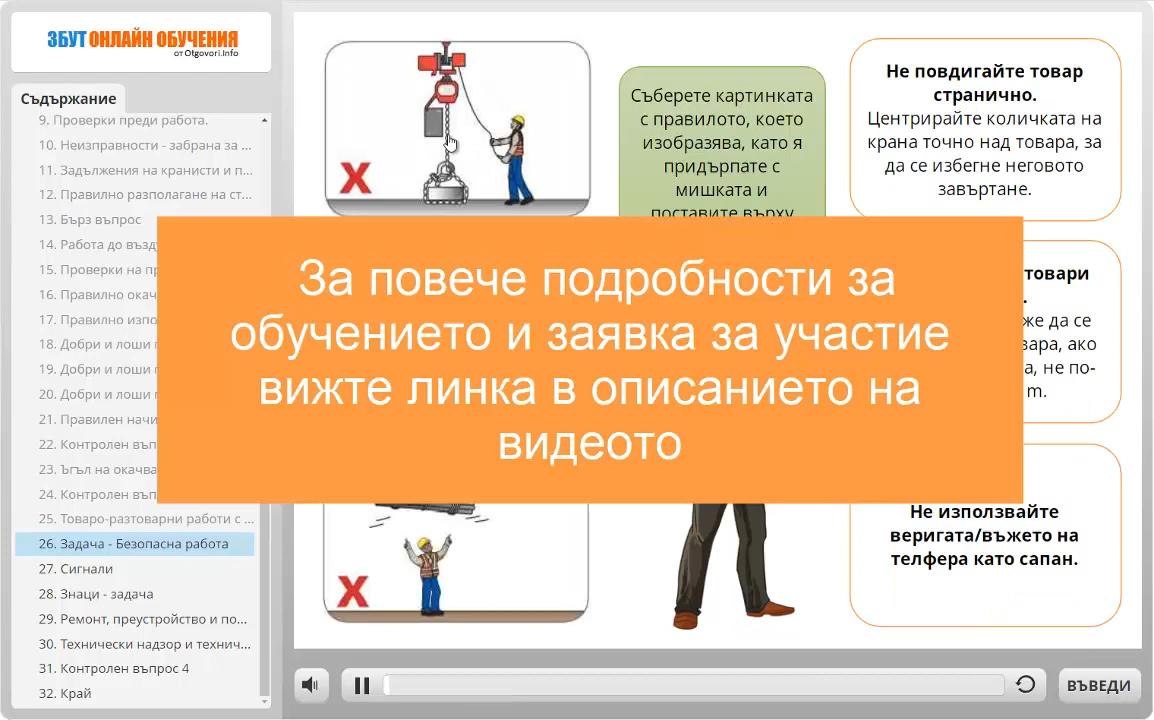 ЗБУТ ОНЛАЙН ОБУЧЕНИЯ
от Otgovori.Info
Съдържание
9. Проверки преди работа.
10. Неизправности - забрана за ...
11. Задължения на кранисти и п...
12. Правилно разполагане на ст...
13. Бърз въпрос
14. Работа до възду
15. Проверки на пр
16. Правилно окач
17. Правилно изпо
18. Добри и лоши
19. Добри и лоши
20. Добри и лоши
21. Правилен начи
22. Контролен въп
23. Ъгъл на окачва
24. Контролен въп
25. Товаро-разтоварни работи с ...
26. Задача - Безопасна работа
27. Сигнали
28. Знаци - задача
29. Ремонт, преустройство и по...
30. Технически надзор и технич...
31. Контролен въпрос 4
32. Край
X
Съберете картинката
с правилото, което
изобразява, като я
придърпате с
мишката и
поставите върху
Не повдигайте товар
странично.
Центрирайте количката на
крана точно над товара, за
да се избегне неговото
завъртане.
За повече подробности за
обучението и заявка за участие
вижте линка в описанието на
видеото
товари
.
же да се
вара, ако
а, не по-
m.
X
Не използвайте
веригата/въжето на
телфера като сапан.
ВЪВЕДИ